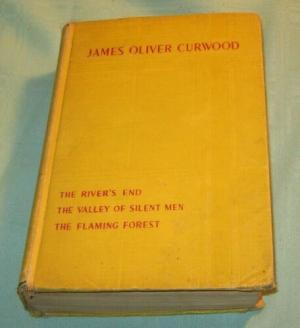 JAMES OLIVER CURWOOD
THE RIVER'S END
THE VALLEY OF SILENT MEN
THE FLAMING FOREST